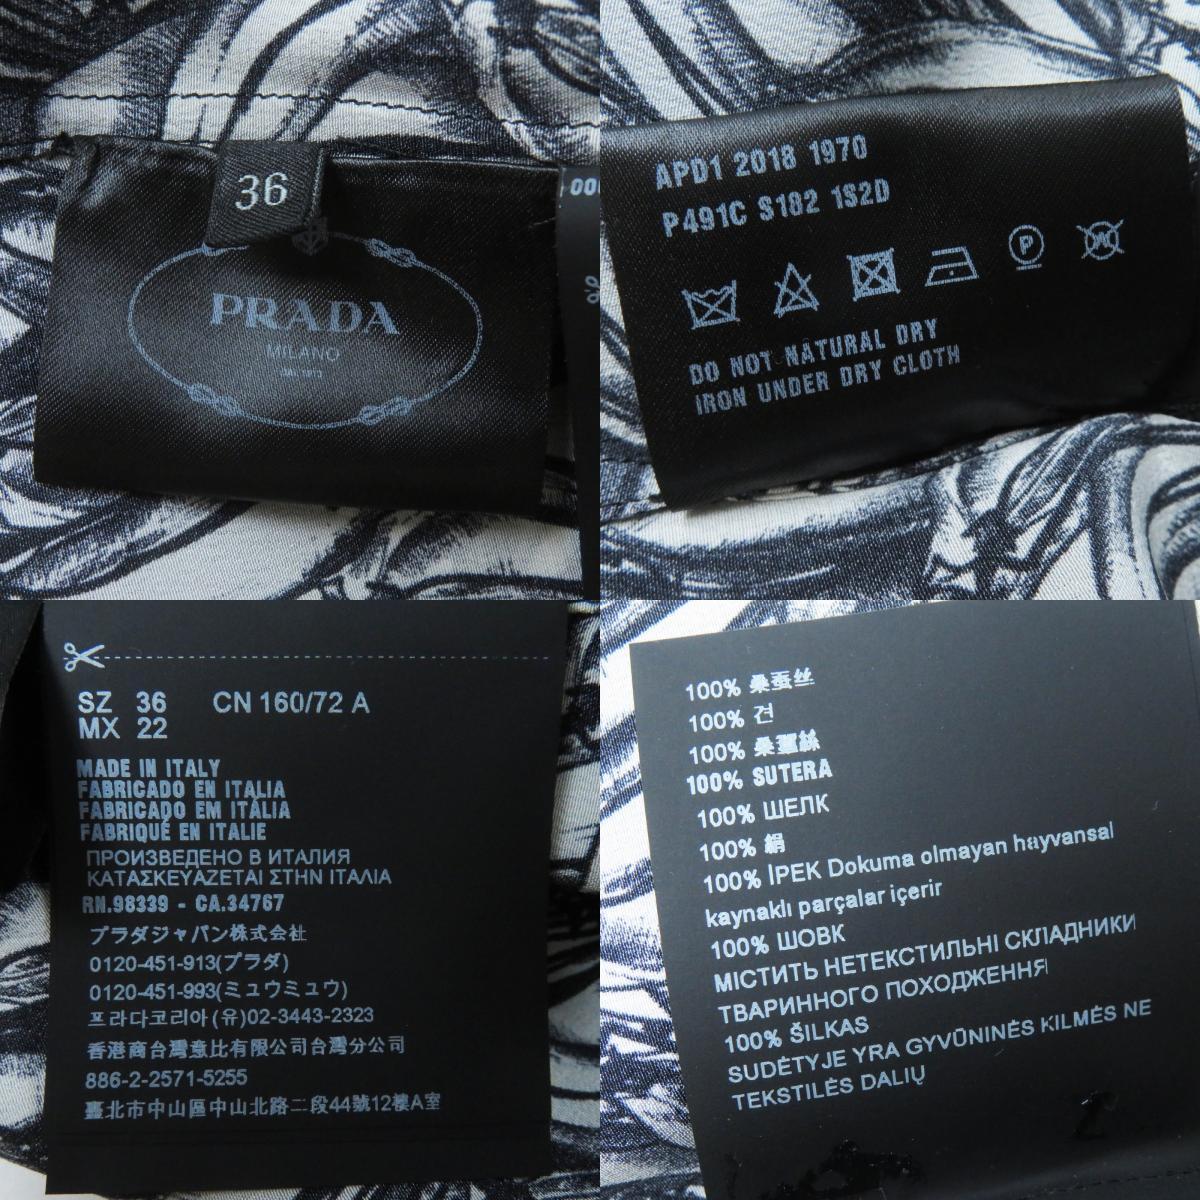 36
PRADA
MILANO
00
APD1 2018 1970
P491C S182 1S2D
P
DO NOT NATURAL DRY
IRON UNDER DRY CLOTH
SZ 36 CN 160/72 A
MX 22
MADE IN ITALY
FABRICADO EN ITALIA
FABRICADO EM ITÁLIA
FABRIQUÉ EN ITALIE
ПРОИЗВЕДЕНО В ИТАЛИЯ
ΚΑΤΑΣΚΕΥΑΖΕΤΑΙ ΣΤΗΝ ΙΤΑΛΙΑ
RN.98339 - CA.34767
プラダジャパン株式会社
0120-451-913(プラダ)
0120-451-993(ミュウミュウ)
프라다코리아(유)02-3443-2323
香港商台灣意比有限公司台灣分公司
886-2-2571-5255
臺北市中山區中山北路二段44號12樓A室
100% 桑蚕丝
100% 견
100% 桑蠶絲
100% SUTERA
100% ШЕЛК
100% 絹
100% İPEK Dokuma olmayan hayvansal
kaynaklı parçalar içerir
100% ШОВК
МІСТИТЬ НЕТЕКСТИЛЬНІ СКЛАДНИКИ
ТВАРИННОГО ПОХОДЖЕННЯ
100% ŠILKAS
SUDĖTYJE YRA GYVŪNINĖS KILMĖS NE
TEKSTILĖS DALIŲ